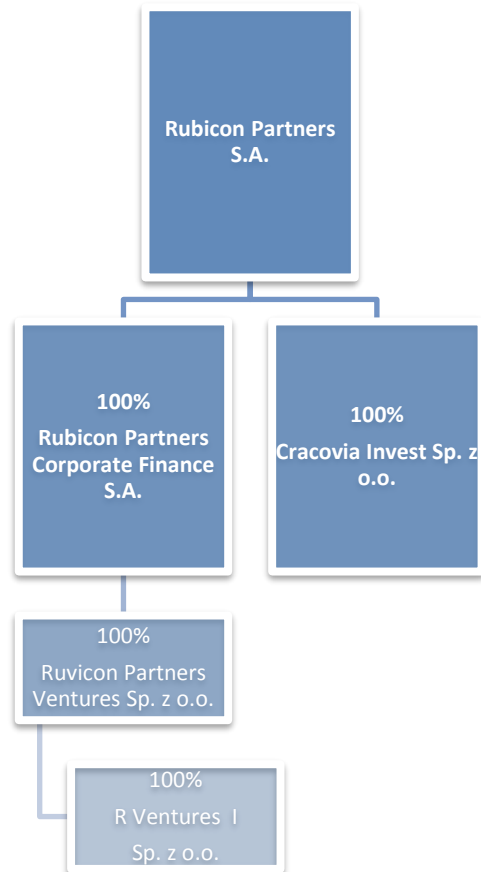 Rubicon Partners
S.A.
100%
Rubicon Partners
Corporate Finance
S.A.
100%
Cracovia Invest Sp. z
o.o.
100%
Ruvicon Partners
Ventures Sp. z o.o.
100%
R Ventures I
Sp. z o.o.